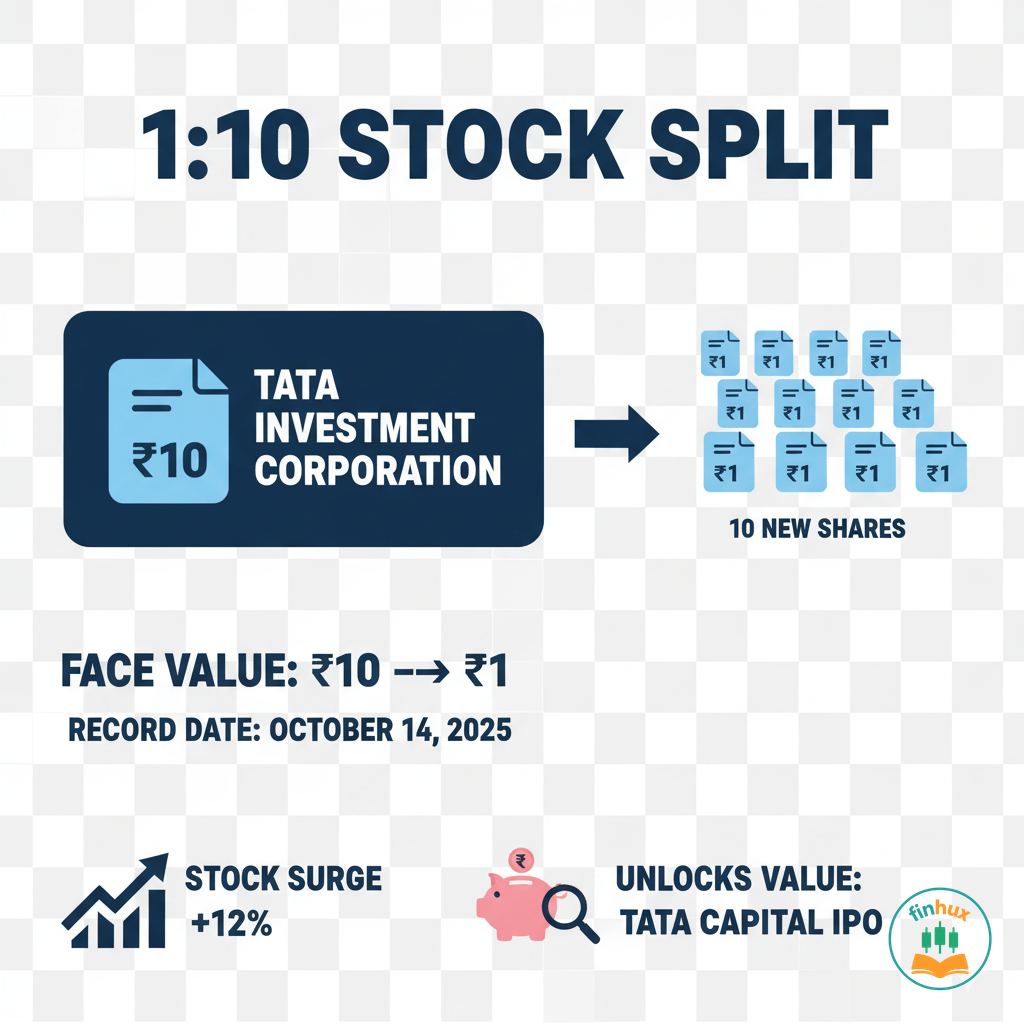 1:10 STOCK SPLIT
₹10
TATA
INVESTMENT
CORPORATION
₹1 ₹1 ₹1 ₹1
₹1 ₹1 ₹1 ₹1
₹1 ₹1 ₹1 ₹1
10 NEW SHARES
FACE VALUE: ₹10 --→ ₹1
RECORD DATE: OCTOBER 14, 2025
STOCK SURGE
+12%
₹
UNLOCKS VALUE:
TATA CAPITAL IPO
finhux